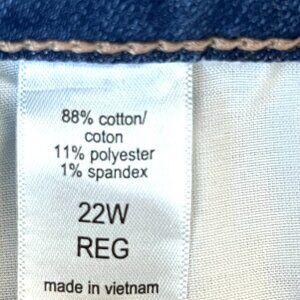 88% cotton/
coton
11% polyester
1% spandex
22W
REG
made in vietnam